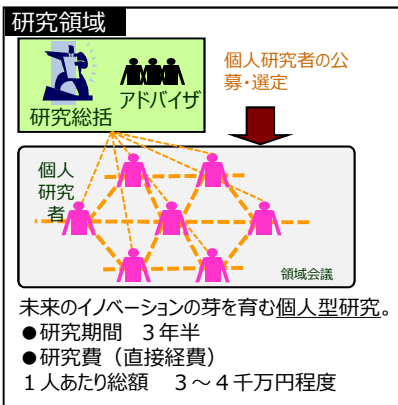 研究領域
個人研究者の公
募・選定
アドバイザ
研究総括
個人
研究
者
領域会議
未来のイノベーションの芽を育む個人型研究。
●研究期間　３年半
●研究費（直接経費）
１人あたり総額　３～４千万円程度